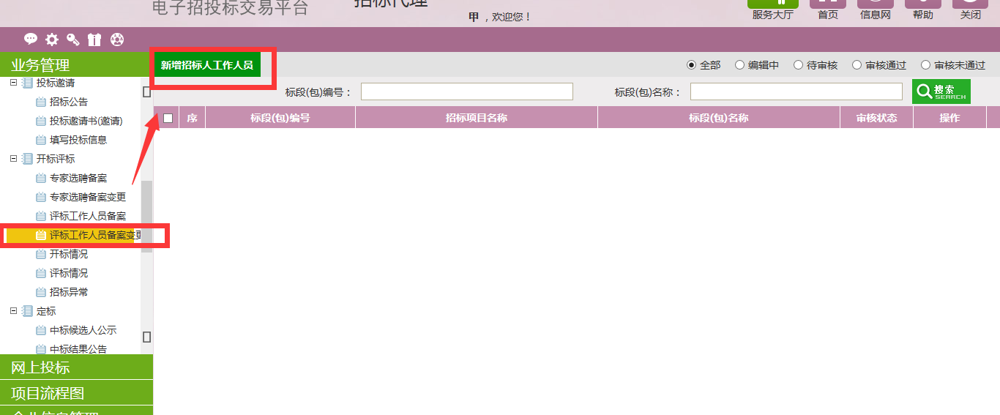 电子招投标交易平台
招标代理
甲，欢迎您！
服务大厅 首页 信息网 帮助 关闭
业务管理
新增招标人工作人员
全部 编辑中 待审核 审核通过 审核未通过
标段(包)编号：
标段(包)名称：
搜索
SEARCH
序 标段(包)编号 招标项目名称 标段(包)名称 审核状态 操作
投标邀请
招标公告
投标邀请书(邀请)
填写投标信息
开标评标
专家选聘备案
专家选聘备案变更
评标工作人员备案
评标工作人员备案变更
开标情况
评标情况
招标异常
定标
中标候选人公示
中标结果公告
网上投标
项目流程图
企业信息管理